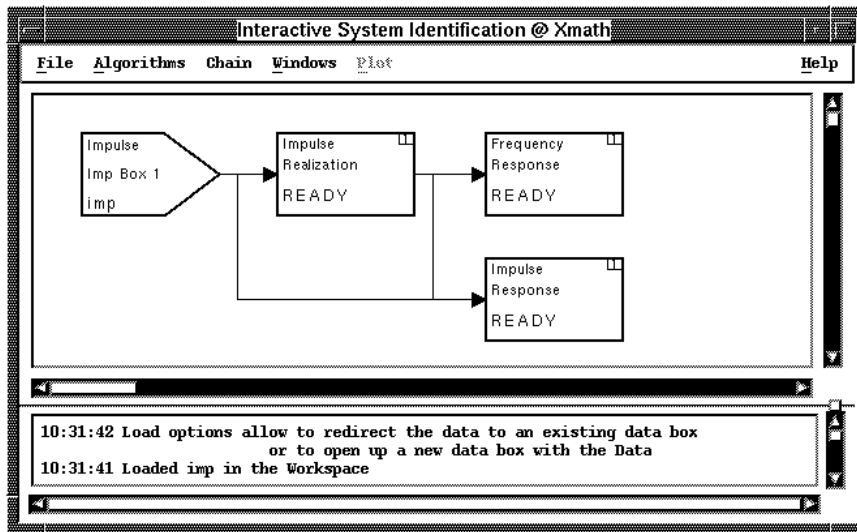 Interactive System Identification @ Xmath
File Algorithms Chain Windows Plot Help
Impulse
Imp Box 1
imp
Impulse
Realization
READY
Frequency
Response
READY
Impulse
Response
READY
10:31:42 Load options allow to redirect the data to an existing data box
or to open up a new data box with the Data
10:31:41 Loaded imp in the Workspace